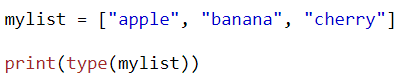 mylist = ["apple", "banana", "cherry"]
print(type(mylist))